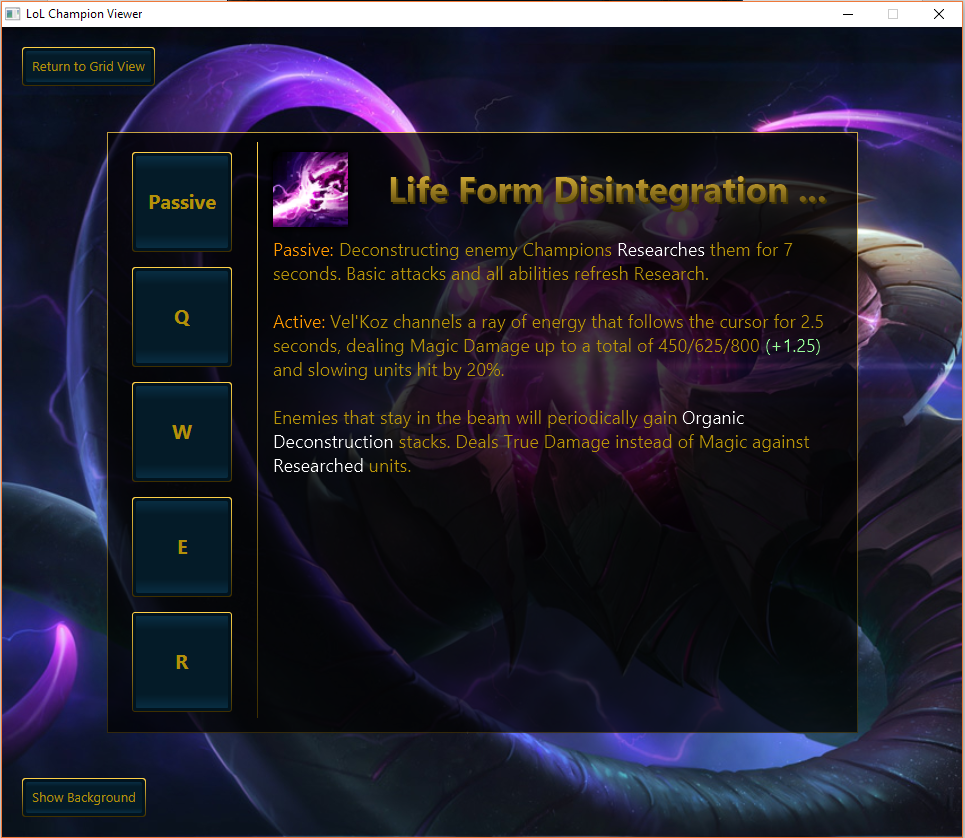 LoL Champion Viewer
Return to Grid View
Passive
Q
W
E
R
Life Form Disintegration ...
Passive: Deconstructing enemy Champions Researches them for 7
seconds. Basic attacks and all abilities refresh Research.
Active: Vel'Koz channels a ray of energy that follows the cursor for 2.5
seconds, dealing Magic Damage up to a total of 450/625/800 (+1.25)
and slowing units hit by 20%.
Enemies that stay in the beam will periodically gain Organic
Deconstruction stacks. Deals True Damage instead of Magic against
Researched units.
Show Background